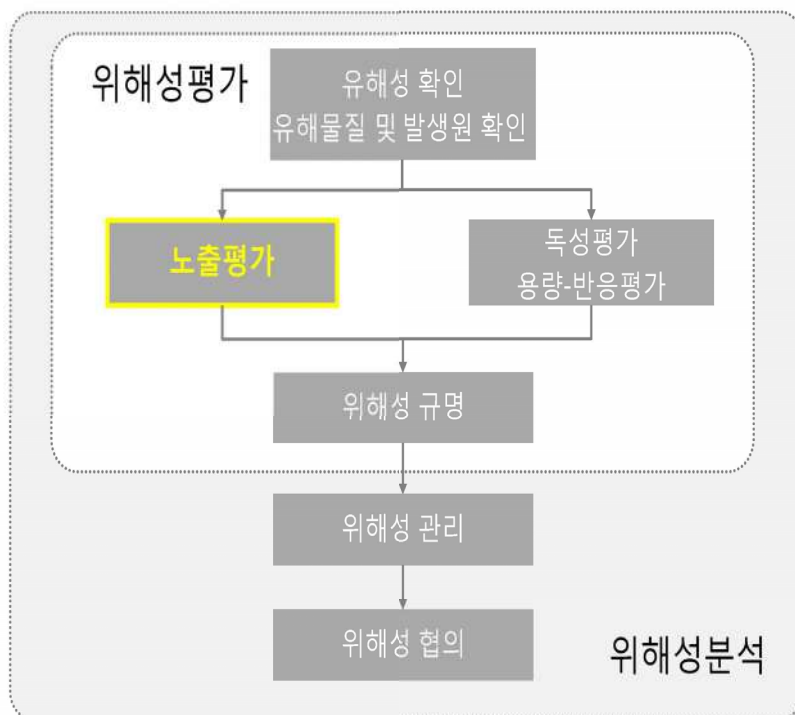 위해성평가
유해성 확인
유해물질 및 발생원 확인
노출평가
독성평가
용량-반응평가
위해성 규명
위해성 관리
위해성 협의
위해성분석